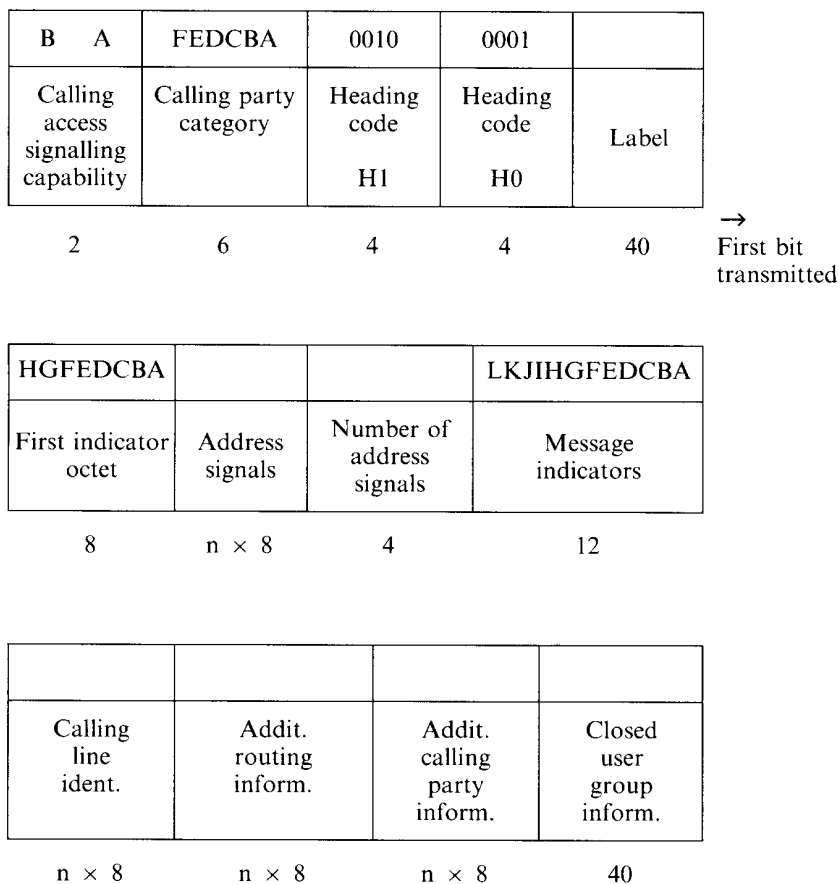 B A FEDCBA 0010 0001
Calling access signalling capability
Calling party category
Heading code H1
Heading code H0
Label
2 6 4 4 40
→
First bit transmitted
HGFEDCBA LKJIHGFEDCBA
First indicator octet
Address signals
Number of address signals
Message indicators
8 n × 8 4 12
Calling line ident.
Addit. routing inform.
Addit. calling party inform.
Closed user group inform.
n × 8 n × 8 n × 8 40